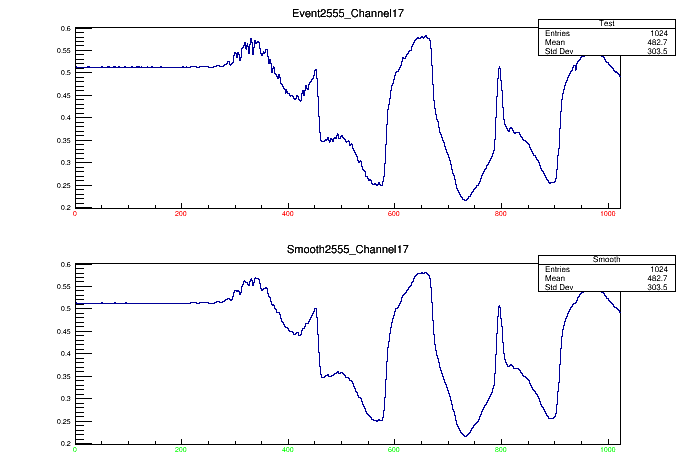 Event2555_Channel17
Test
Entries 1024
Mean 482.7
Std Dev 303.5
0.6
0.55
0.5
0.45
0.4
0.35
0.3
0.25
0.2
0 200 400 600 800 1000
Smooth2555_Channel17
Smooth
Entries 1024
Mean 482.7
Std Dev 303.5
0.6
0.55
0.5
0.45
0.4
0.35
0.3
0.25
0.2
0 200 400 600 800 1000